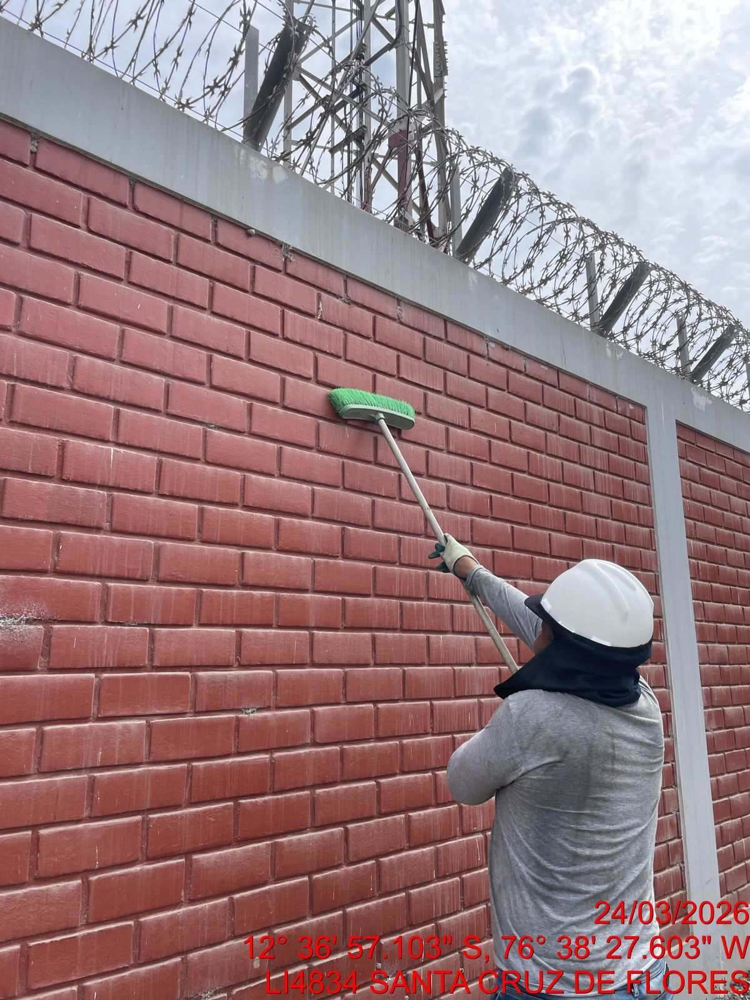 24/03/2026
12° 36' 57.103" S, 76° 38' 27.603" W
LI4834 SANTA CRUZ DE FLORES